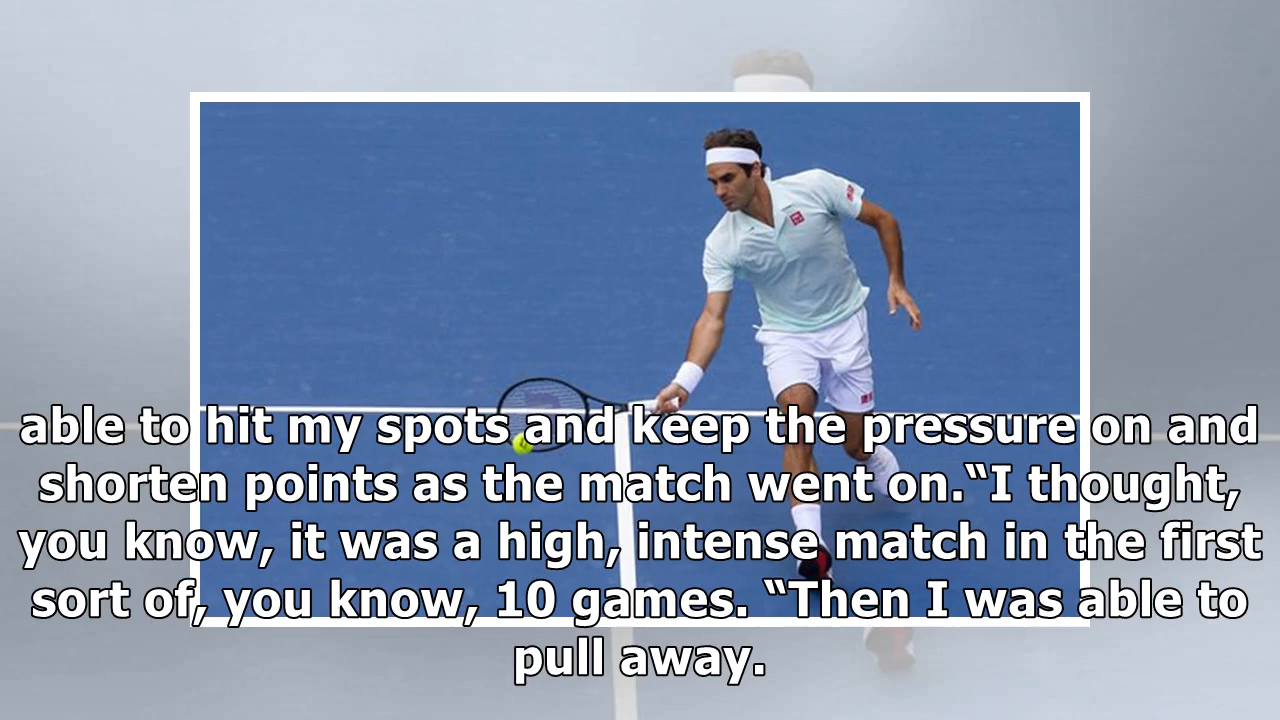 able to hit my spots and keep the pressure on and
shorten points as the match went on.“I thought,
you know, it was a high, intense match in the first
sort of, you know, 10 games. “Then I was able to
pull away.